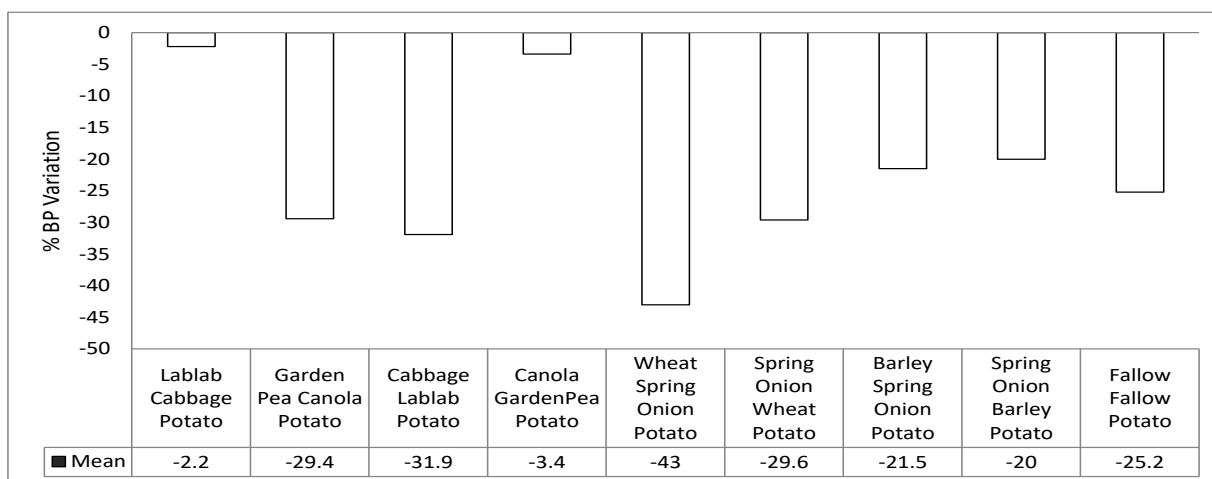 0
-5
-10
-15
-20
-25
-30
-35
-40
-45
-50
% BP Variation
Lablab
Cabbage
Potato
Garden
Pea Canola
Potato
Cabbage
Lablab
Potato
Canola
GardenPea
Potato
Wheat
Spring
Onion
Potato
Spring
Onion
Wheat
Potato
Barley
Spring
Onion
Potato
Spring
Onion
Barley
Potato
Fallow
Fallow
Potato
Mean -2.2 -29.4 -31.9 -3.4 -43 -29.6 -21.5 -20 -25.2